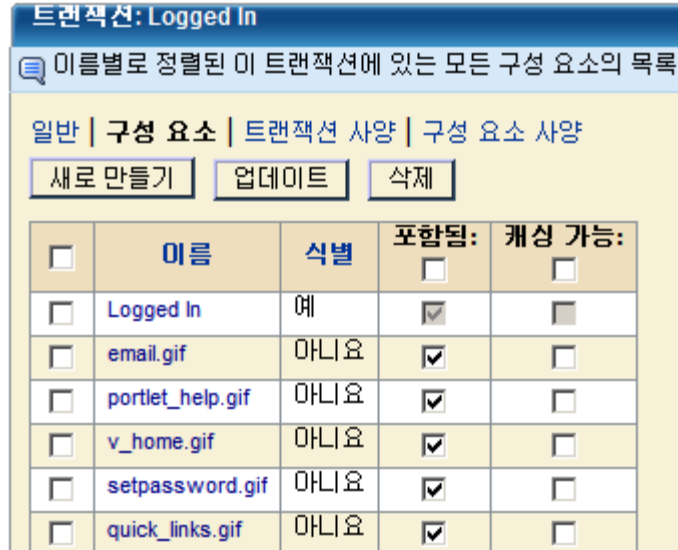 트랜잭션: Logged In
이름별로 정렬된 이 트랜잭션에 있는 모든 구성 요소의 목록
일반 | 구성 요소 | 트랜잭션 사양 | 구성 요소 사양
새로 만들기 업데이트 삭제
이름 식별 포함됨: 캐싱 가능:
Logged In 예
email.gif 아니요
portlet_help.gif 아니요
v_home.gif 아니요
setpassword.gif 아니요
quick_links.gif 아니요